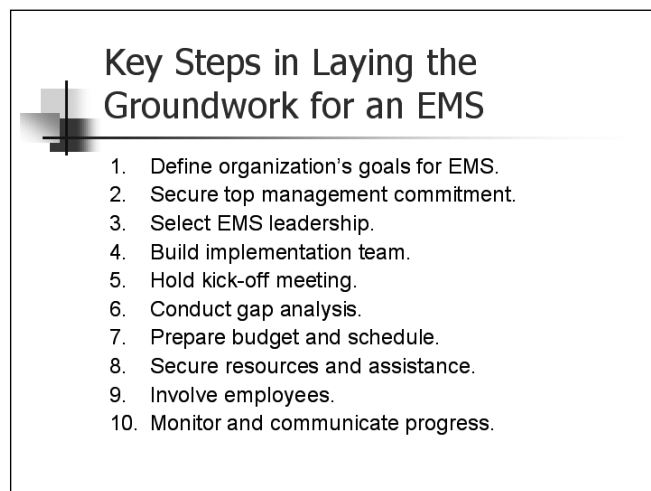 Key Steps in Laying the
Groundwork for an EMS
1. Define organization's goals for EMS.
2. Secure top management commitment.
3. Select EMS leadership.
4. Build implementation team.
5. Hold kick-off meeting.
6. Conduct gap analysis.
7. Prepare budget and schedule.
8. Secure resources and assistance.
9. Involve employees.
10. Monitor and communicate progress.